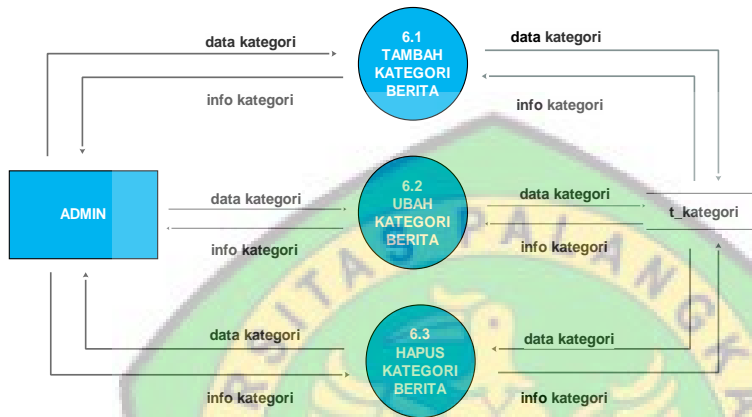 data kategori
6.1
TAMBAH
KATEGORI
BERITA
data kategori
info kategori
info kategori
ADMIN
data kategori
info kategori
6.2
UBAH
KATEGORI
BERITA
data kategori
info kategori
t_kategori
data kategori
info kategori
6.3
HAPUS
KATEGORI
BERITA
data kategori
info kategori
RSITAS PALANGKA